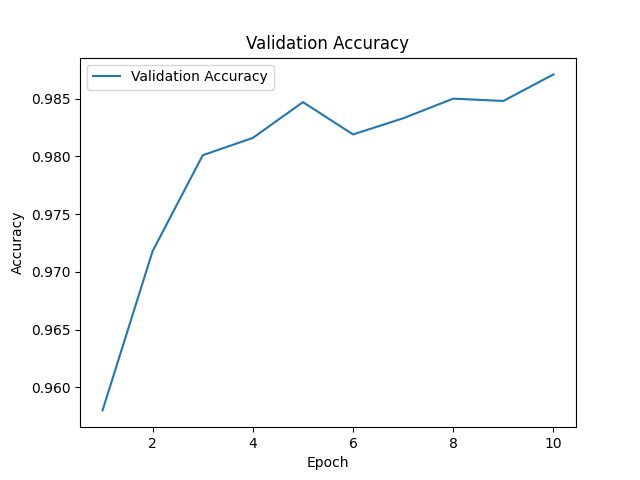 Validation Accuracy
Validation Accuracy
0.985
0.980
0.975
0.970
0.965
0.960
Accuracy
2 4 6 8 10
Epoch